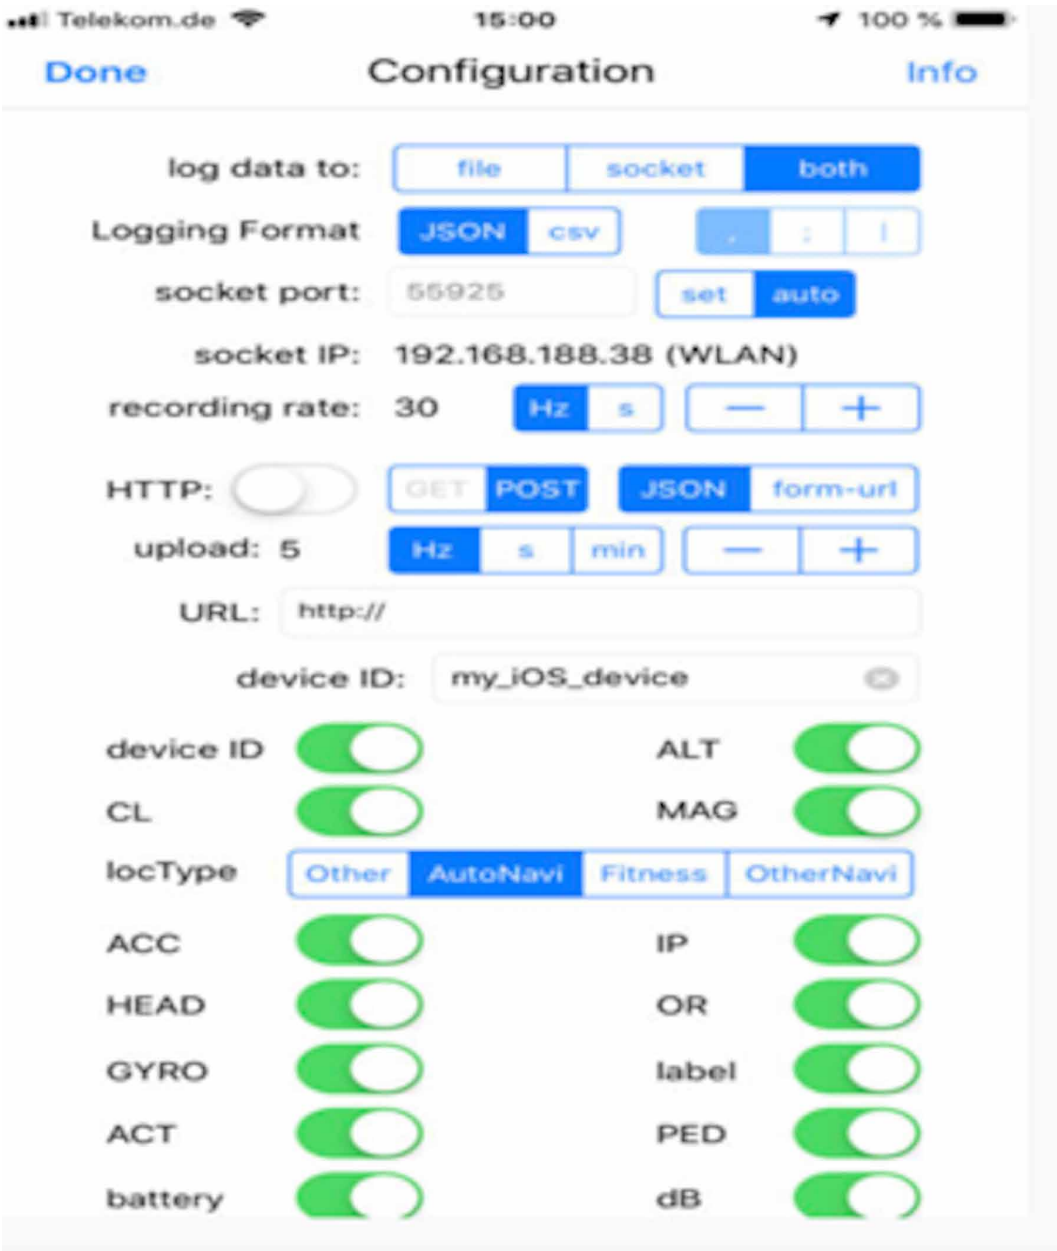 Telekom.de 15:00 100 %
Done Configuration Info
log data to: file socket both
Logging Format JSON csv , ; |
socket port: 55925 set auto
socket IP: 192.168.188.38 (WLAN)
recording rate: 30 Hz s — +
HTTP: GET POST JSON form-url
upload: 5 Hz s min — +
URL: http://
device ID: my_iOS_device
device ID ALT
CL MAG
locType Other AutoNavi Fitness OtherNavi
ACC IP
HEAD OR
GYRO label
ACT PED
battery dB